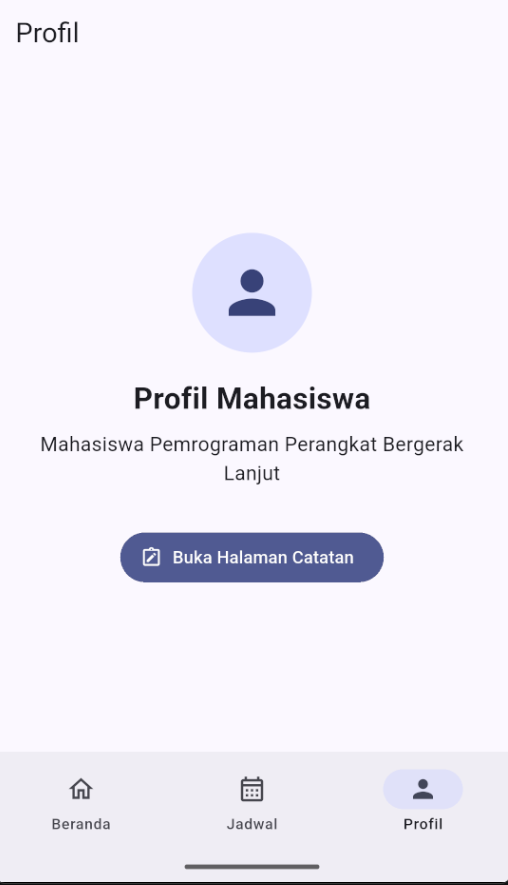 Profil
Profil Mahasiswa
Mahasiswa Pemrograman Perangkat Bergerak
Lanjut
Buka Halaman Catatan
Beranda
Jadwal
Profil